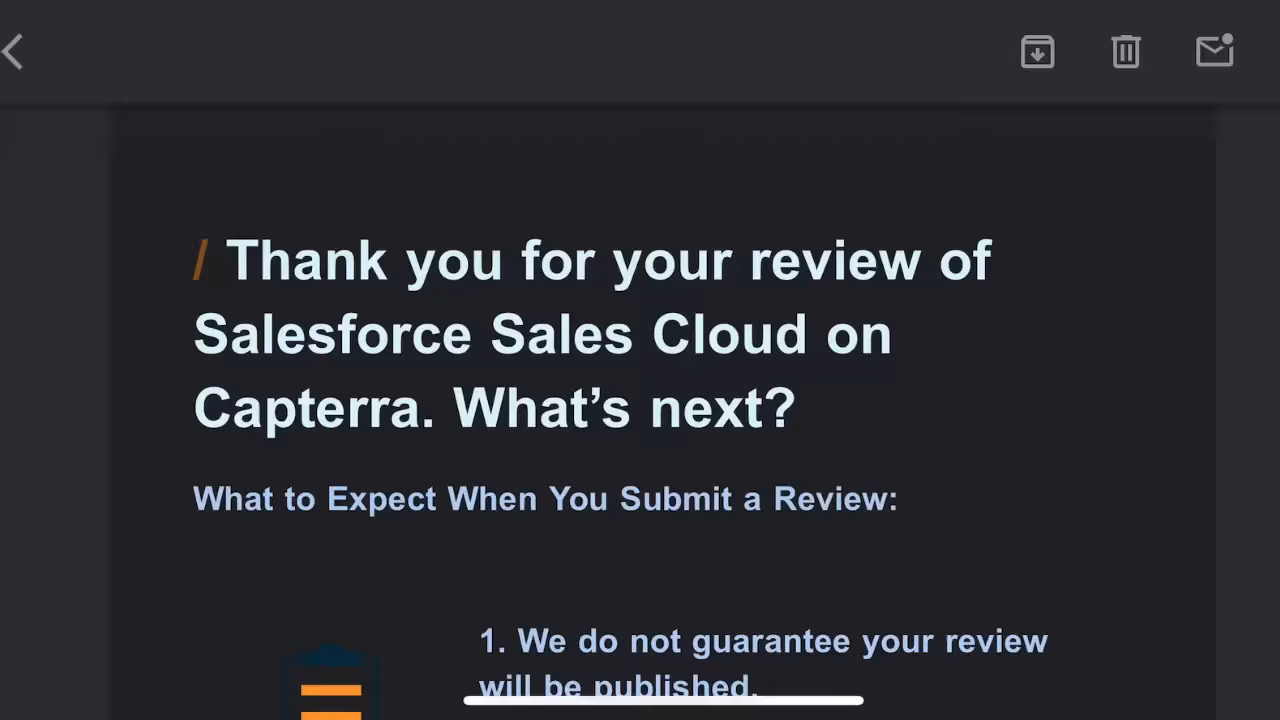 / Thank you for your review of
Salesforce Sales Cloud on
Capterra. What’s next?
What to Expect When You Submit a Review:
1. We do not guarantee your review
will be published.